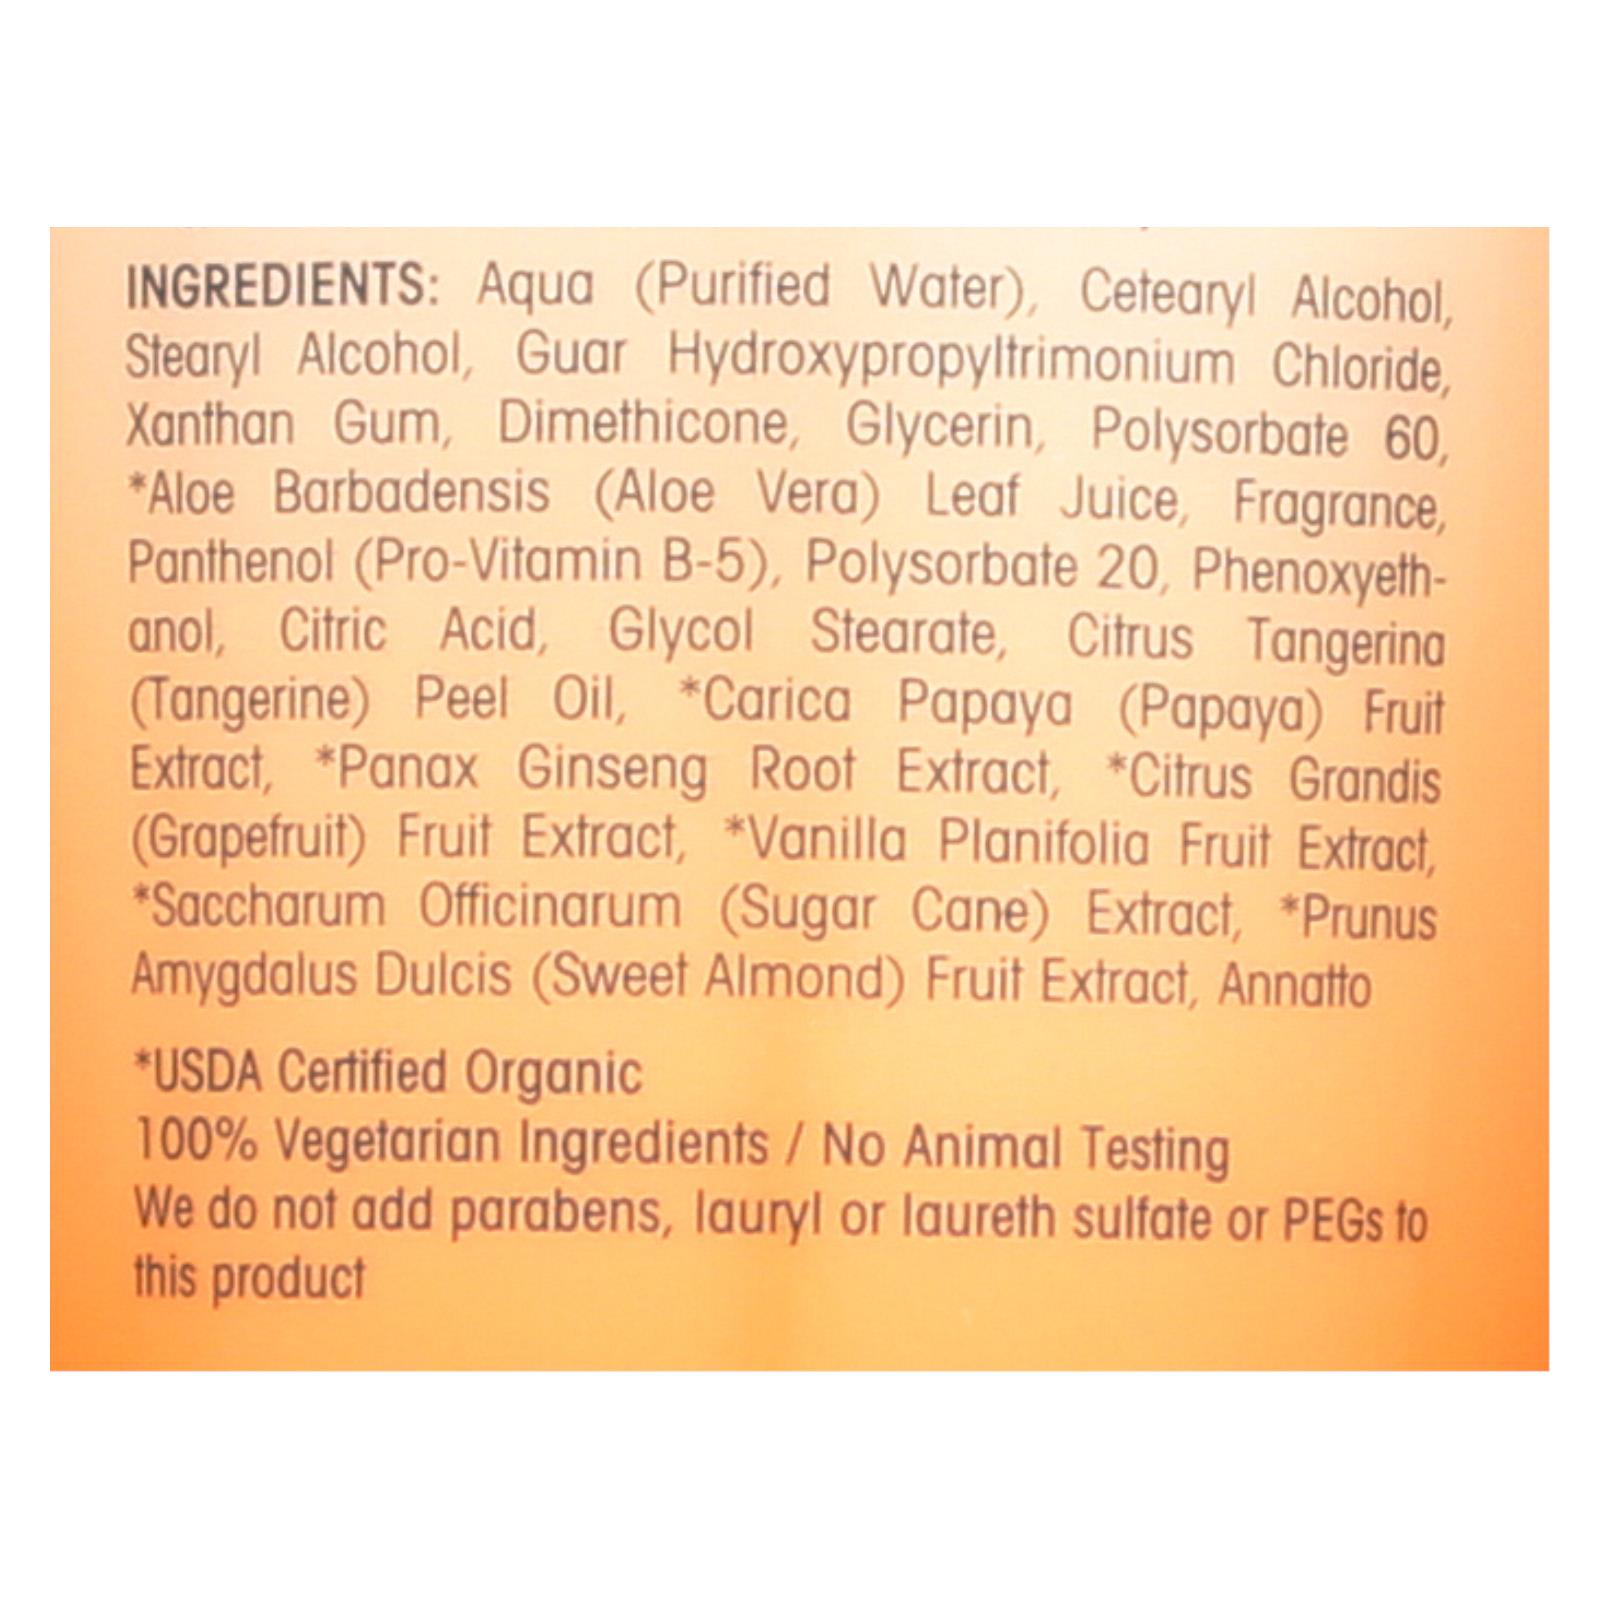 INGREDIENTS: Aqua (Purified Water), Cetearyl Alcohol,
Stearyl Alcohol, Guar Hydroxypropyltrimonium Chloride,
Xanthan Gum, Dimethicone, Glycerin, Polysorbate 60,
*Aloe Barbadensis (Aloe Vera) Leaf Juice, Fragrance,
Panthenol (Pro-Vitamin B-5), Polysorbate 20, Phenoxyeth-
anol, Citric Acid, Glycol Stearate, Citrus Tangerina
(Tangerine) Peel Oil, *Carica Papaya (Papaya) Fruit
Extract, *Panax Ginseng Root Extract, *Citrus Grandis
(Grapefruit) Fruit Extract, *Vanilla Planifolia Fruit Extract,
*Saccharum Officinarum (Sugar Cane) Extract, *Prunus
Amygdalus Dulcis (Sweet Almond) Fruit Extract, Annatto
*USDA Certified Organic
100% Vegetarian Ingredients / No Animal Testing
We do not add parabens, lauryl or laureth sulfate or PEGs to
this product